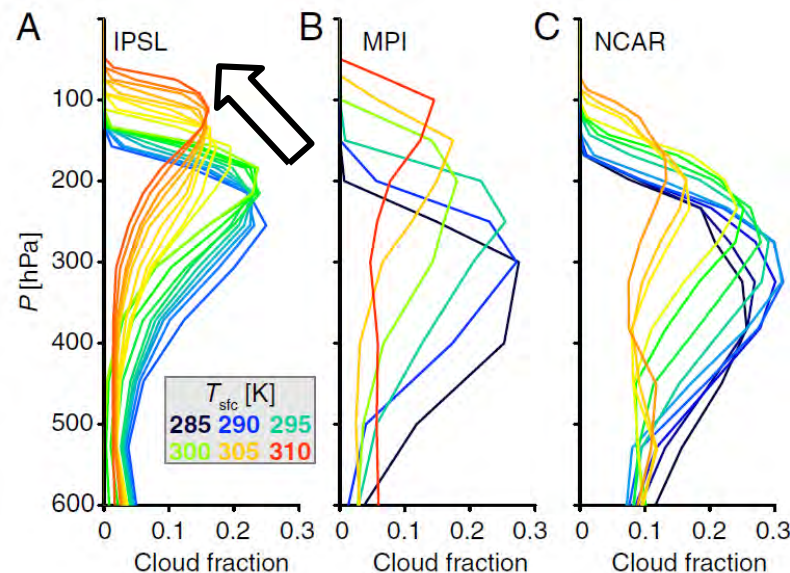 A
IPSL
B
MPI
C
NCAR
P [hPa]
100
200
300
400
500
600
T sfc [K]
285 290 295
300 305 310
0 0.1 0.2 0.3
0 0.1 0.2 0.3
0 0.1 0.2 0.3
Cloud fraction
Cloud fraction
Cloud fraction